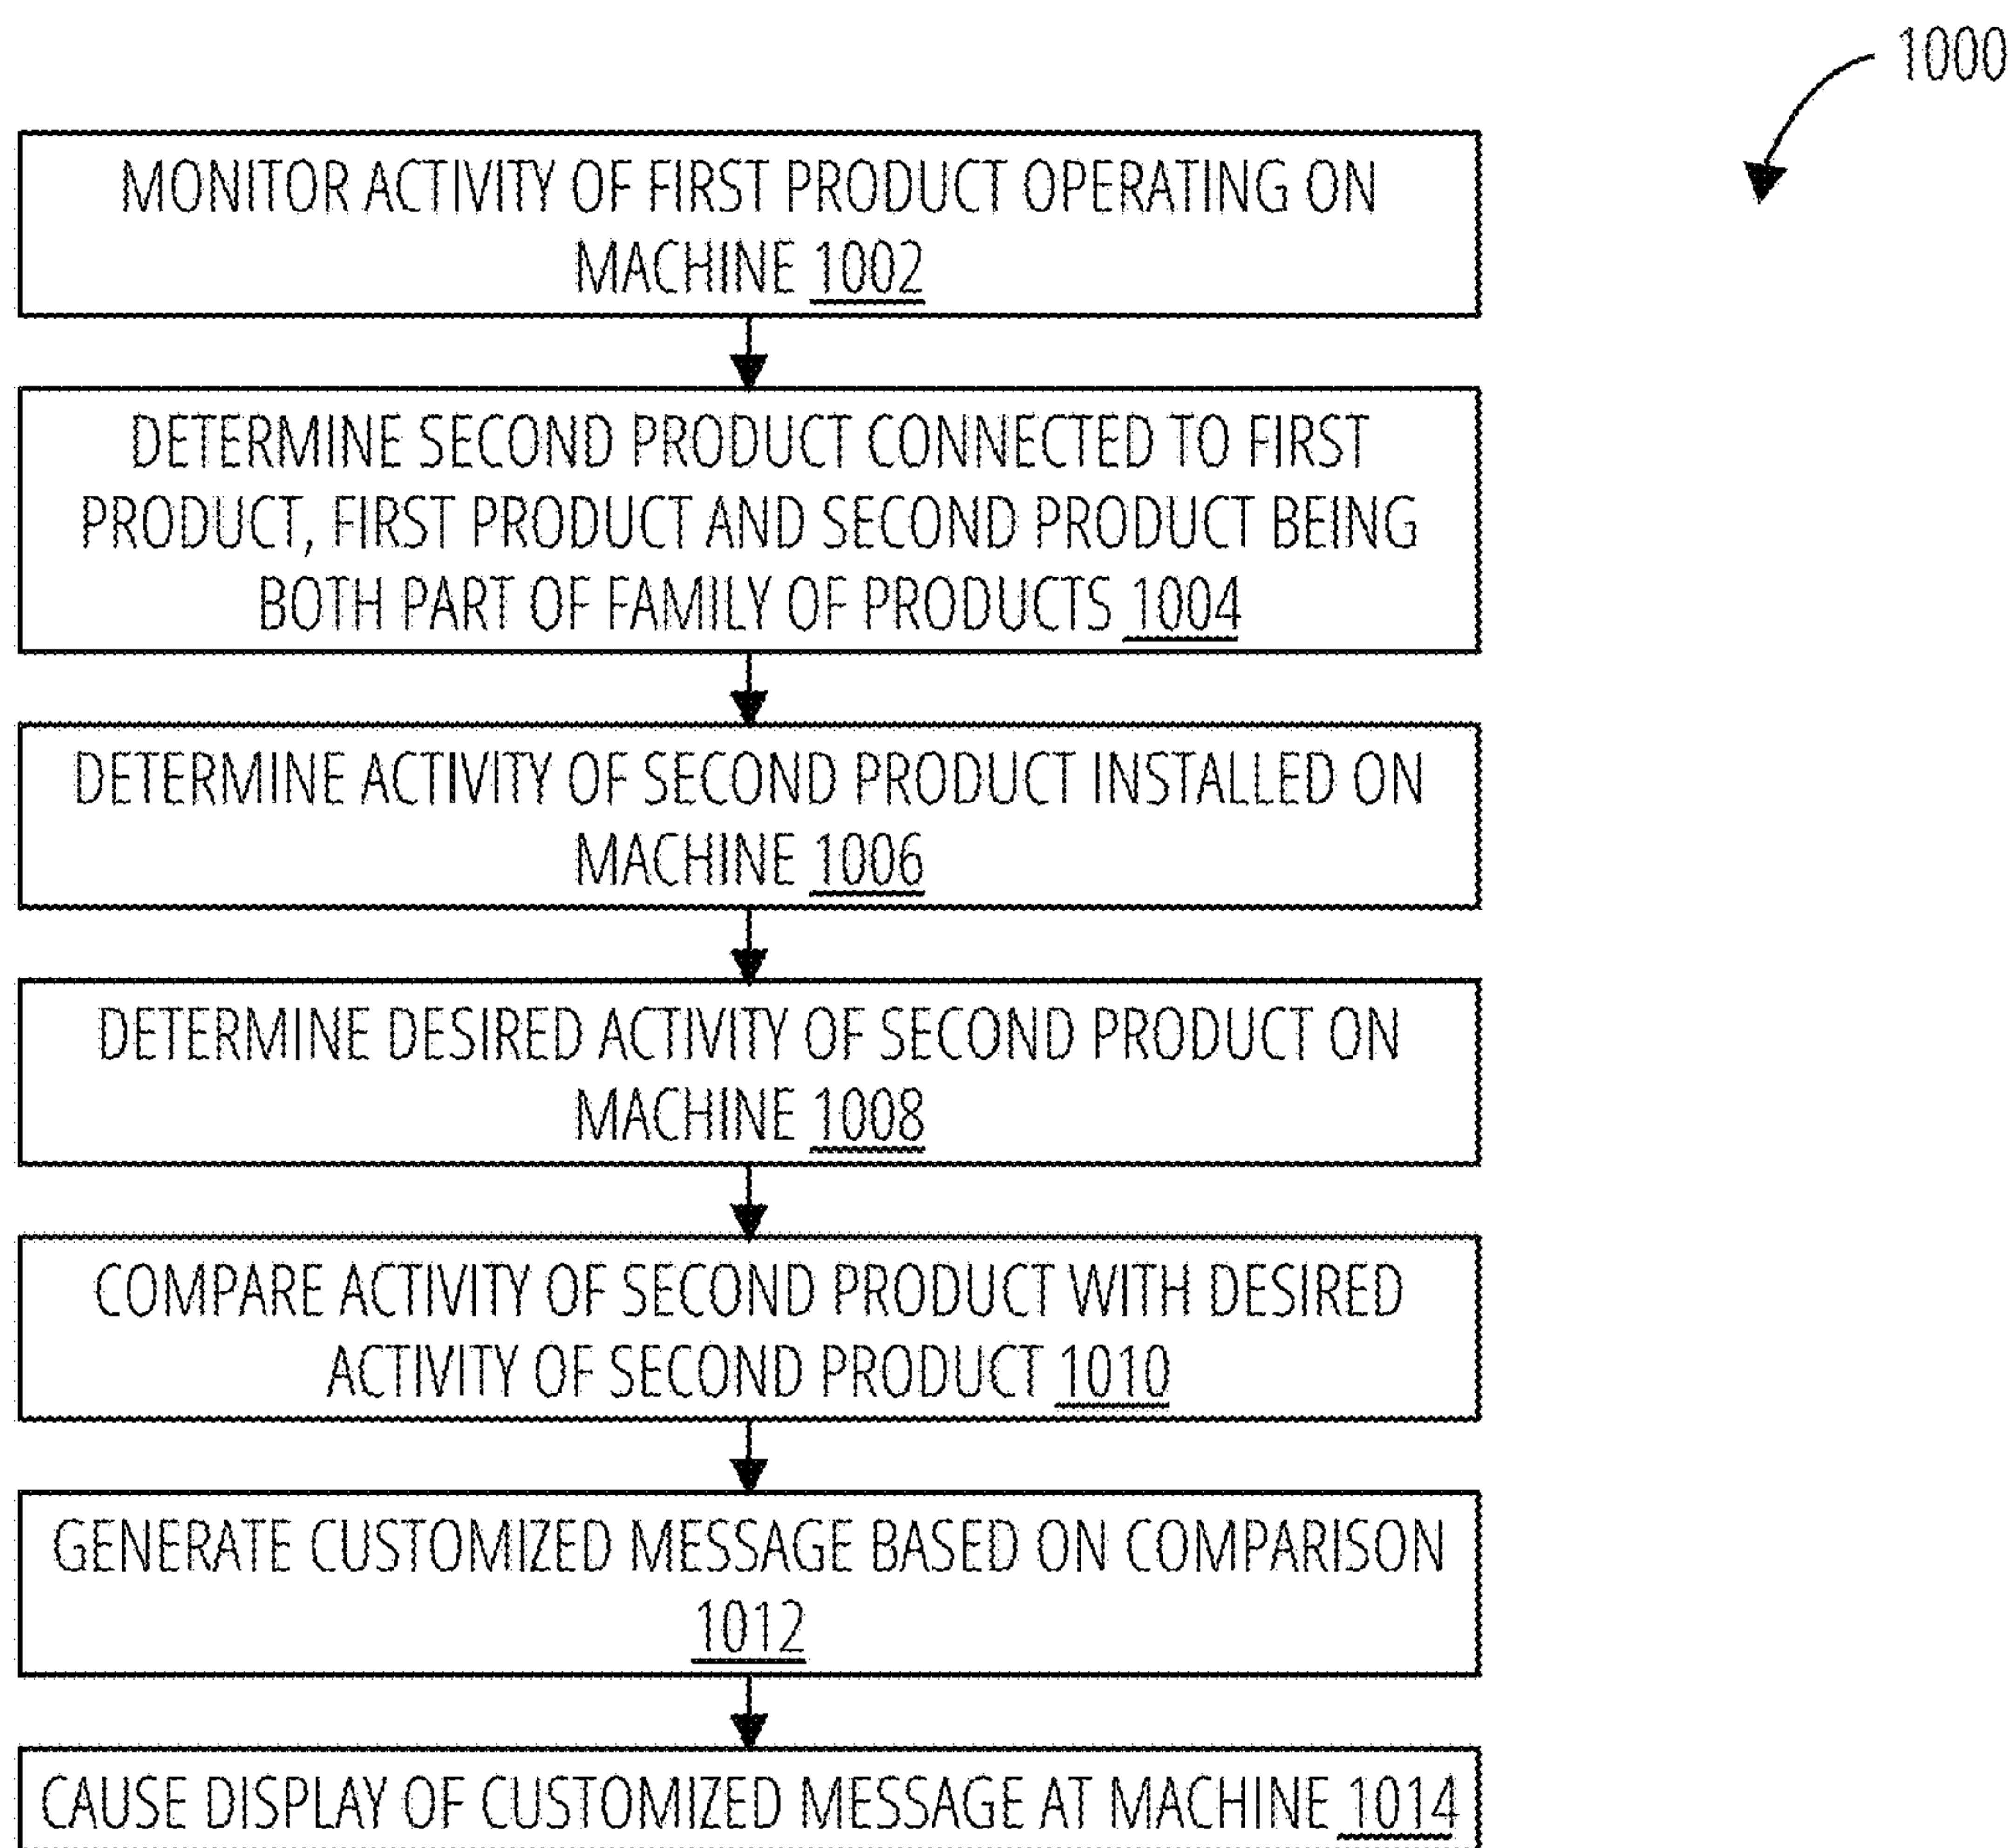 1000
MONITOR ACTIVITY OF FIRST PRODUCT OPERATING ON
MACHINE 1002
DETERMINE SECOND PRODUCT CONNECTED TO FIRST
PRODUCT, FIRST PRODUCT AND SECOND PRODUCT BEING
BOTH PART OF FAMILY OF PRODUCTS 1004
DETERMINE ACTIVITY OF SECOND PRODUCT INSTALLED ON
MACHINE 1006
DETERMINE DESIRED ACTIVITY OF SECOND PRODUCT ON
MACHINE 1008
COMPARE ACTIVITY OF SECOND PRODUCT WITH DESIRED
ACTIVITY OF SECOND PRODUCT 1010
GENERATE CUSTOMIZED MESSAGE BASED ON COMPARISON
1012
CAUSE DISPLAY OF CUSTOMIZED MESSAGE AT MACHINE 1014